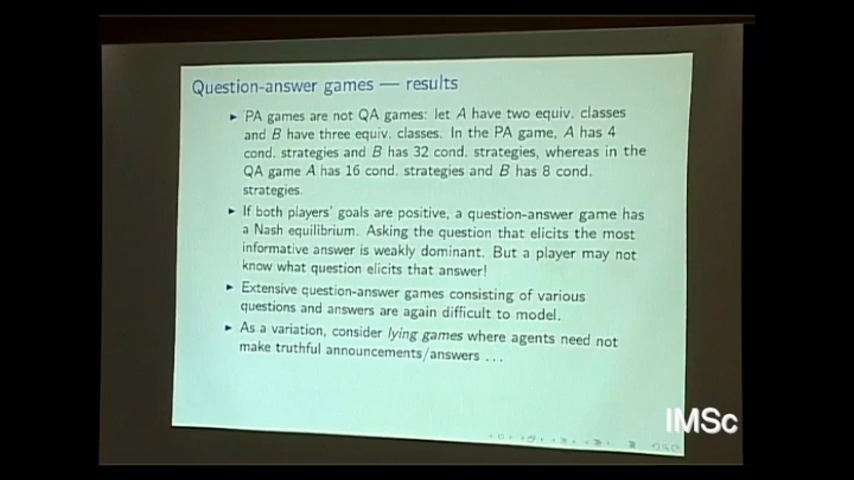 Question-answer games — results
► PA games are not QA games: let A have two equiv. classes
and B have three equiv. classes. In the PA game, A has 4
cond. strategies and B has 32 cond. strategies, whereas in the
QA game A has 16 cond. strategies and B has 8 cond.
strategies.
► If both players' goals are positive, a question-answer game has
a Nash equilibrium. Asking the question that elicits the most
informative answer is weakly dominant. But a player may not
know what question elicits that answer!
► Extensive question-answer games consisting of various
questions and answers are again difficult to model.
► As a variation, consider lying games where agents need not
make truthful announcements/answers ...
IMSc